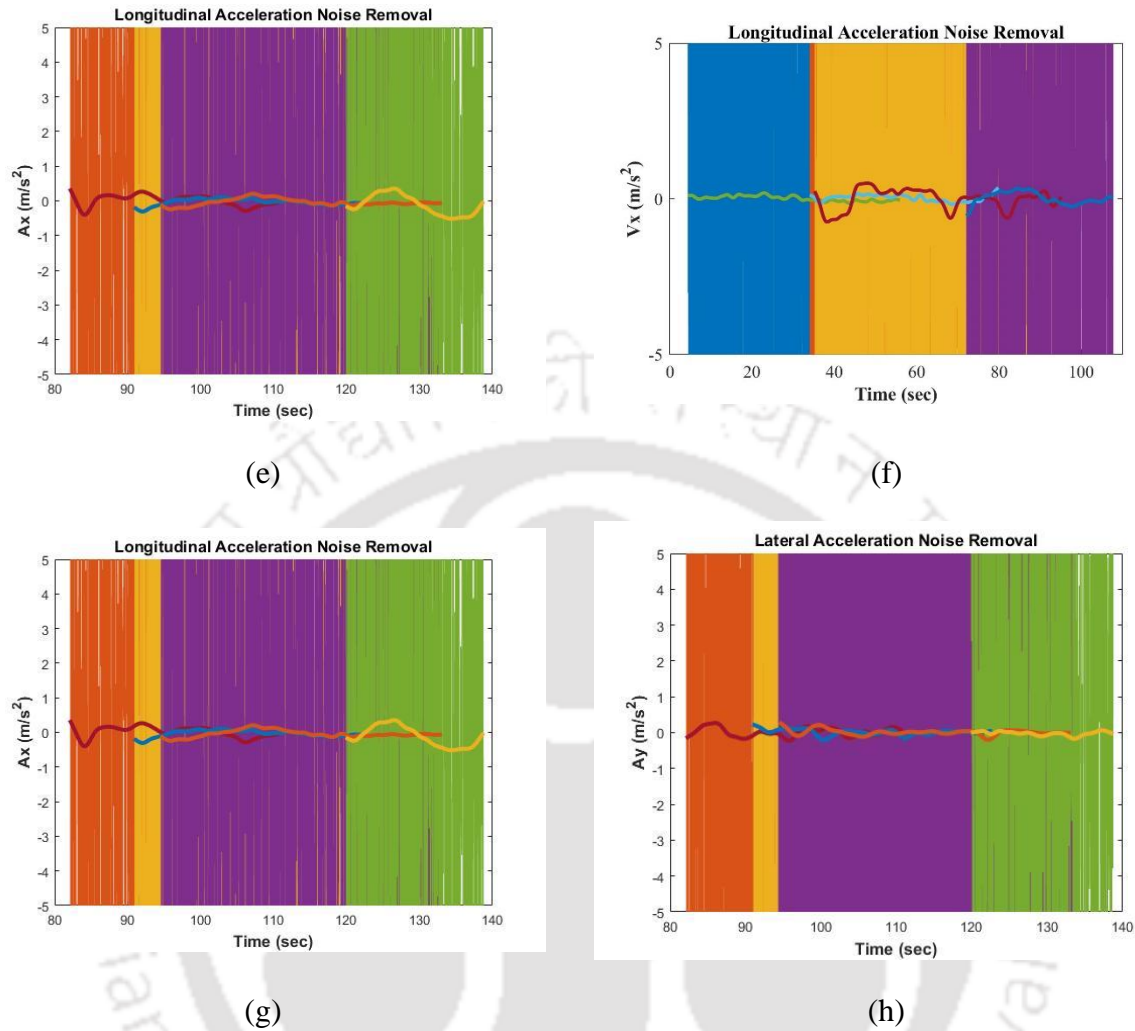 Longitudinal Acceleration Noise Removal
5
4
3
2
1
0
-1
-2
-3
-4
-5
Ax (m/s²)
80 90 100 110 120 130 140
Time (sec)
(e)
Longitudinal Acceleration Noise Removal
5
0
-5
Vx (m/s²)
0 20 40 60 80 100
Time (sec)
(f)
Longitudinal Acceleration Noise Removal
5
4
3
2
1
0
-1
-2
-3
-4
-5
Ax (m/s²)
80 90 100 110 120 130 140
Time (sec)
(g)
Lateral Acceleration Noise Removal
5
4
3
2
1
0
-1
-2
-3
-4
-5
Ay (m/s²)
80 90 100 110 120 130 140
Time (sec)
(h)